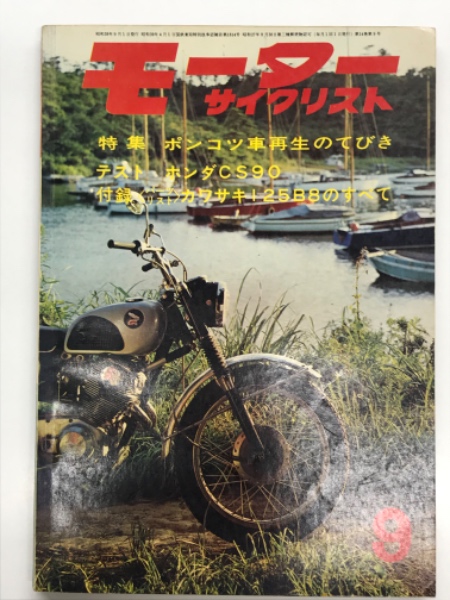 モーター
サイクリスト
特集 ポンコツ車再生のてびき
テスト・ホンダCS90
付録 カワサキ125B8のすべて
9